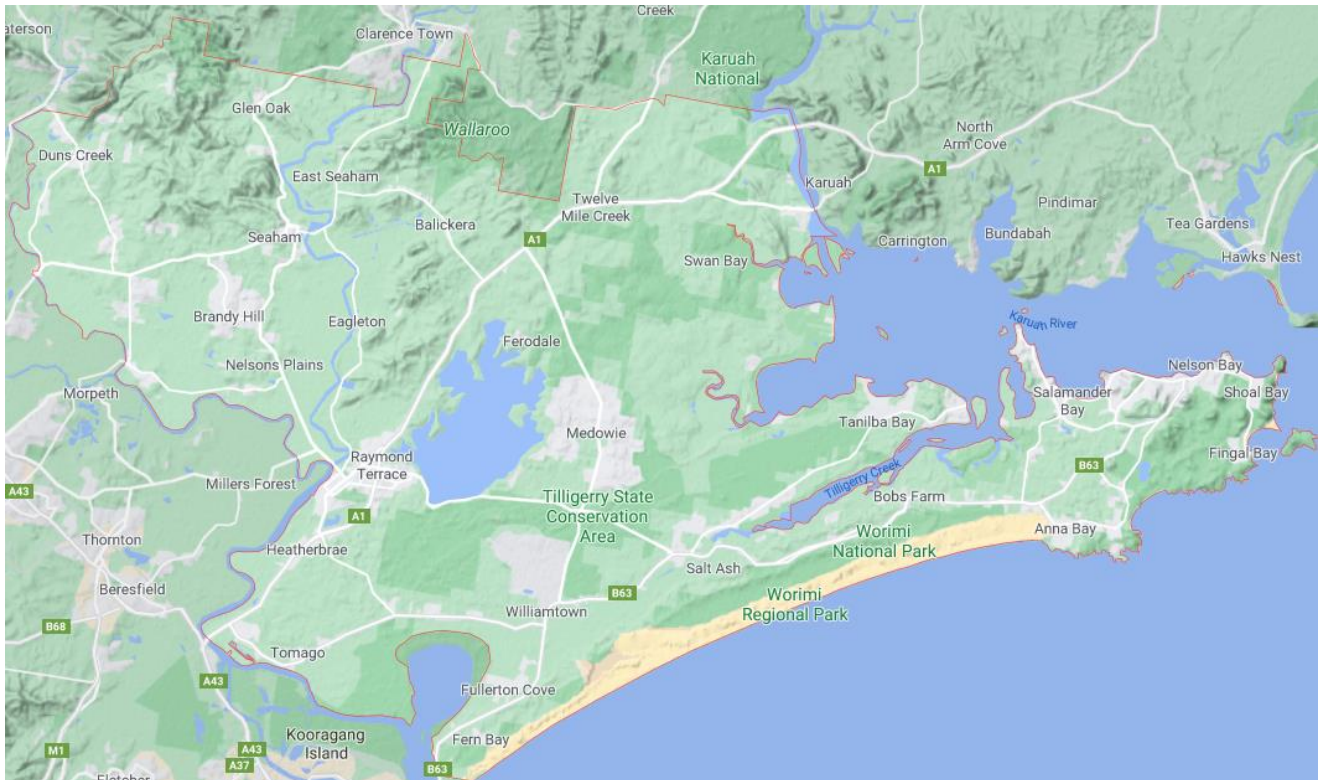 aterson
Clarence Town
Creek
Karuah
National
Glen Oak
Wallaroo
North
Arm Cove
Duns Creek
A1
East Seaham
Karuah
Twelve
Mile Creek
Pindimar
Balickera
Tea Gardens
Seaham
A1
Carrington
Bundabah
Swan Bay
Hawks Nest
Brandy Hill
Eagleton
Karuah River
Ferodale
Nelsons Plains
Nelson Bay
Morpeth
Salamander
Bay
Shoal Bay
Tanilba Bay
Medowie
Raymond
Terrace
Fingal Bay
B63
Tilligerry Creek
Millers Forest
A43
Tilligerry State
Conservation
Area
Bobs Farm
A1
Worimi
National Park
Anna Bay
Thornton
Heatherbrae
Salt Ash
Beresfield
B63
Worimi
Regional Park
Williamtown
B68
Tomago
A43
Fullerton Cove
Kooragang
Island
Fern Bay
M1
A43
A37
B63
Fletcher